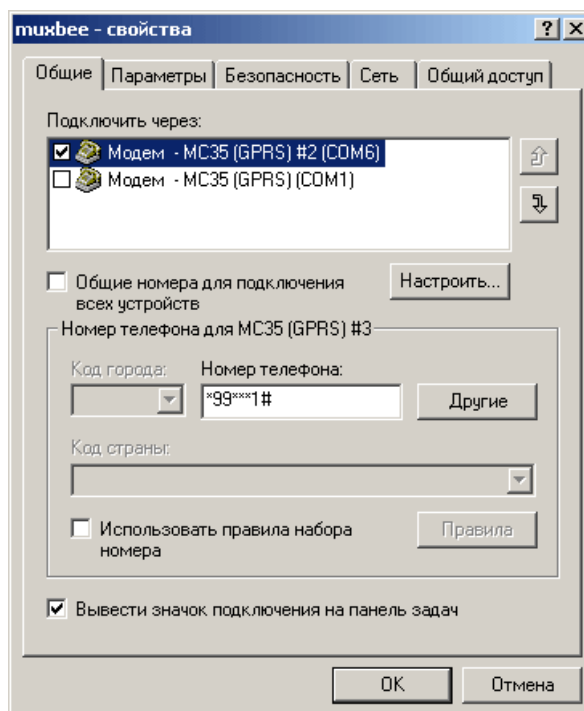 muxbee - свойства
Общие Параметры Безопасность Сеть Общий доступ
Подключить через:
Модем - MC35 (GPRS) #2 (COM6)
Модем - MC35 (GPRS) (COM1)
Общие номера для подключения
всех устройств
Настроить...
Номер телефона для MC35 (GPRS) #3
Код города: Номер телефона:
*99***1# Другие
Код страны:
Использовать правила набора
номера
Правила
Вывести значок подключения на панель задач
OK Отмена